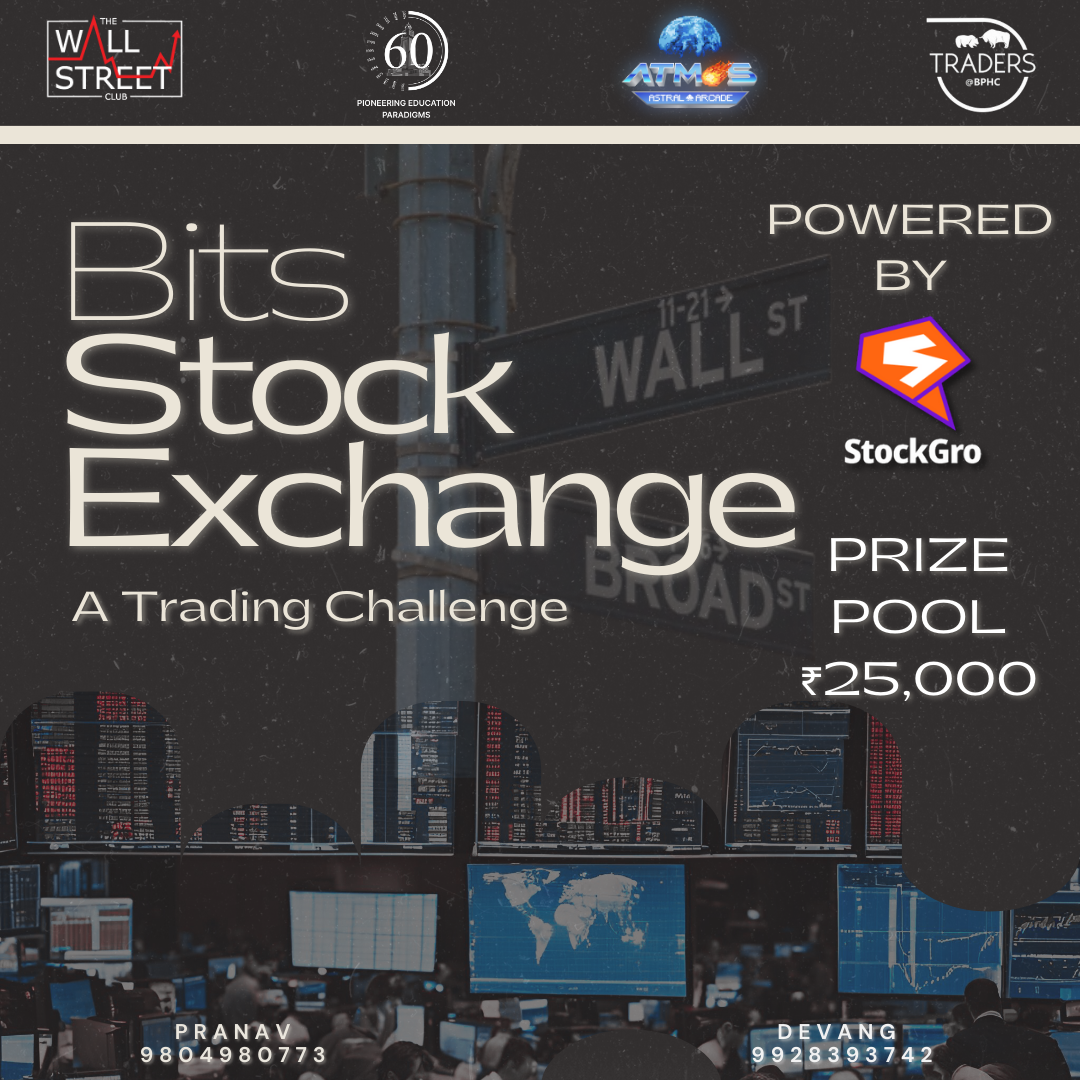 THE
WALL
STREET
CLUB
60
PIONEERING EDUCATION
PARADIGMS
ATMOS
ASTRAL ♠ ARCADE
TRADERS
@BPHC
Bits
Stock
Exchange
A Trading Challenge
POWERED
BY
StockGro
PRIZE
POOL
₹25,000
11-21 →
WALL ST
BROAD ST
PRANAV
9804980773
DEVANG
9928393742